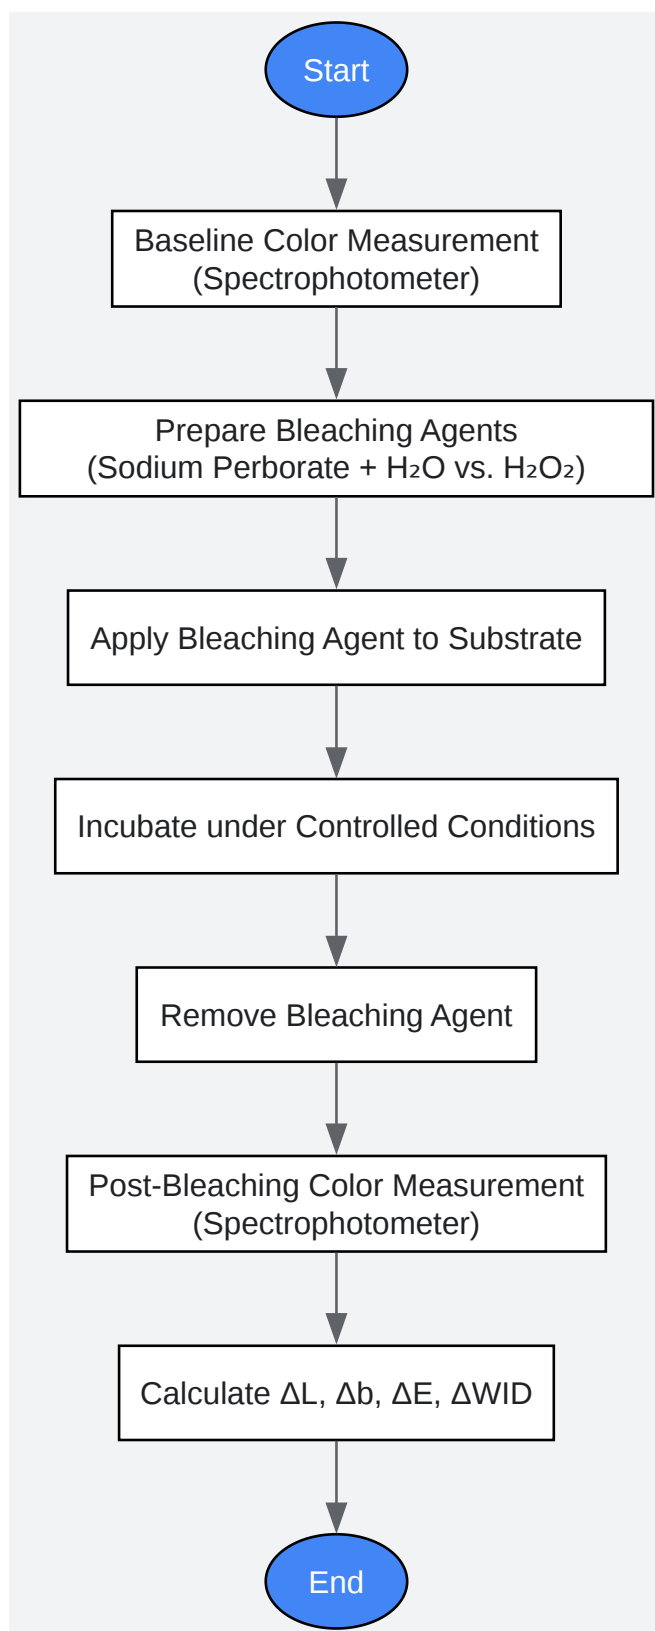 Start
Baseline Color Measurement
(Spectrophotometer)
Prepare Bleaching Agents
(Sodium Perborate + H₂O vs. H₂O₂)
Apply Bleaching Agent to Substrate
Incubate under Controlled Conditions
Remove Bleaching Agent
Post-Bleaching Color Measurement
(Spectrophotometer)
Calculate ΔL, Δb, ΔE, ΔWID
End